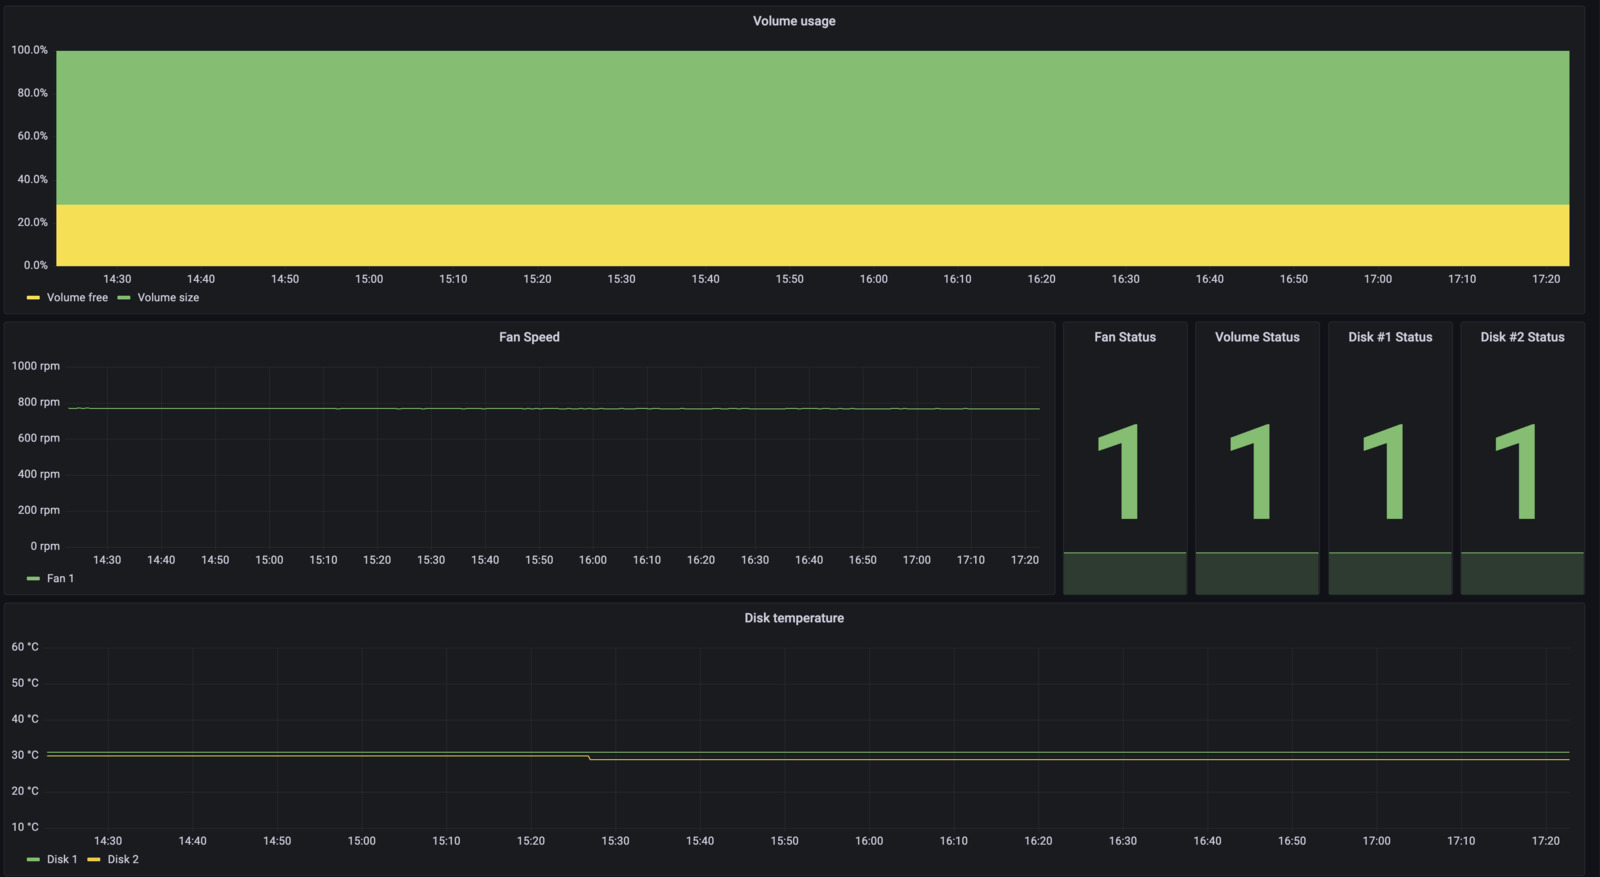 Volume usage
100.0%
80.0%
60.0%
40.0%
20.0%
0.0%
14:30 14:40 14:50 15:00 15:10 15:20 15:30 15:40 15:50 16:00 16:10 16:20 16:30 16:40 16:50 17:00 17:10 17:20
Volume free Volume size
Fan Speed
1000 rpm
800 rpm
600 rpm
400 rpm
200 rpm
0 rpm
14:30 14:40 14:50 15:00 15:10 15:20 15:30 15:40 15:50 16:00 16:10 16:20 16:30 16:40 16:50 17:00 17:10 17:20
Fan 1
Fan Status
1
Volume Status
1
Disk #1 Status
1
Disk #2 Status
1
Disk temperature
60 °C
50 °C
40 °C
30 °C
20 °C
10 °C
14:30 14:40 14:50 15:00 15:10 15:20 15:30 15:40 15:50 16:00 16:10 16:20 16:30 16:40 16:50 17:00 17:10 17:20
Disk 1 Disk 2